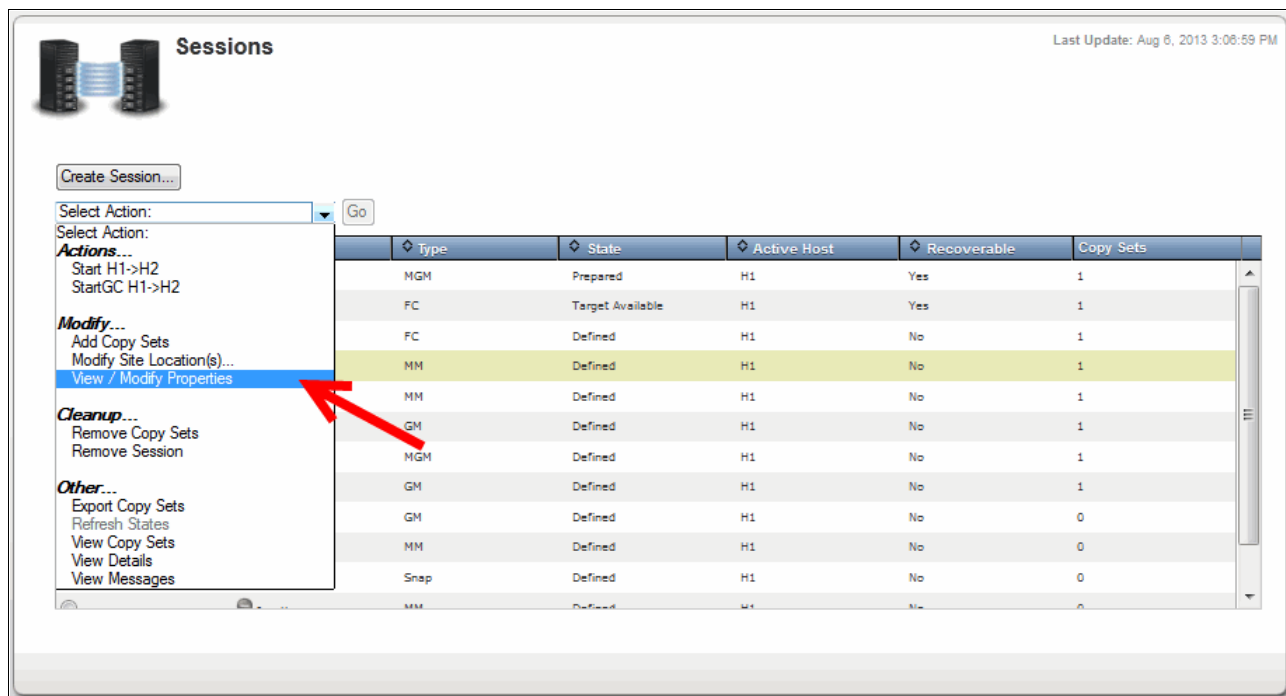 Sessions
Last Update: Aug 6, 2013 3:06:59 PM
Create Session...
Select Action:
Go
Select Action:
Actions...
Start H1->H2
StartGC H1->H2
Modify...
Add Copy Sets
Modify Site Location(s)...
View / Modify Properties
Cleanup...
Remove Copy Sets
Remove Session
Other...
Export Copy Sets
Refresh States
View Copy Sets
View Details
View Messages
Type State Active Host Recoverable Copy Sets
MGM Prepared H1 Yes 1
FC Target Available H1 Yes 1
FC Defined H1 No 1
MM Defined H1 No 1
MM Defined H1 No 1
GM Defined H1 No 1
MGM Defined H1 No 1
GM Defined H1 No 1
GM Defined H1 No 0
MM Defined H1 No 0
Snap Defined H1 No 0
MM Defined H1 No 0